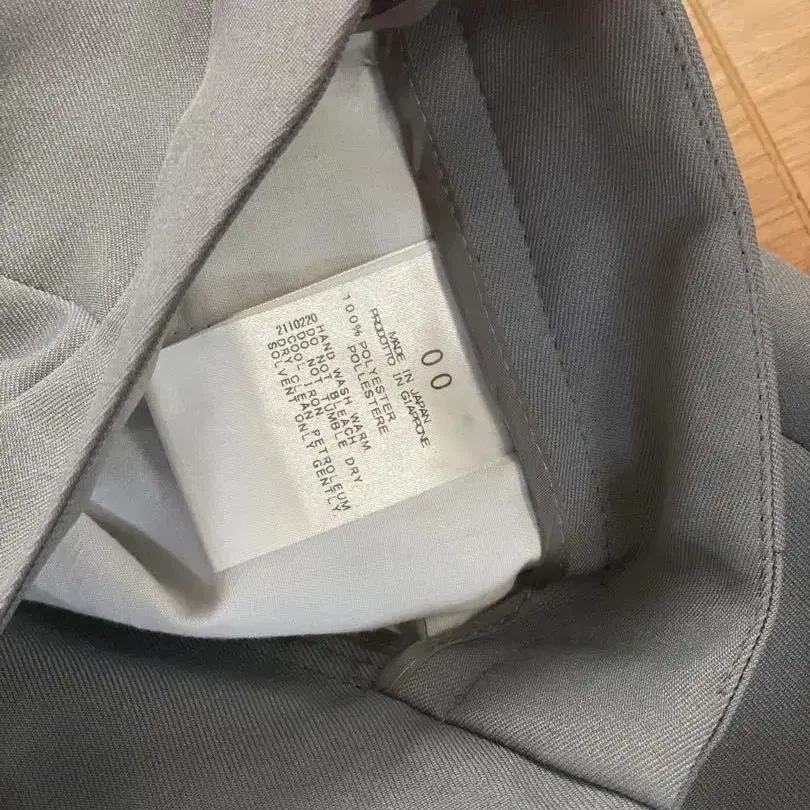 00
MADE IN JAPAN
PRODOTTO IN GIAPPONE
100% POLYESTER
POLLESTERE
2110220
HAND WASH WARM
DO NOT BLEACH
DO NOT TUMBLE DRY
COOL IRON
DRY CLEAN PETROLEUM
SOLVENT ONLY GENTLY